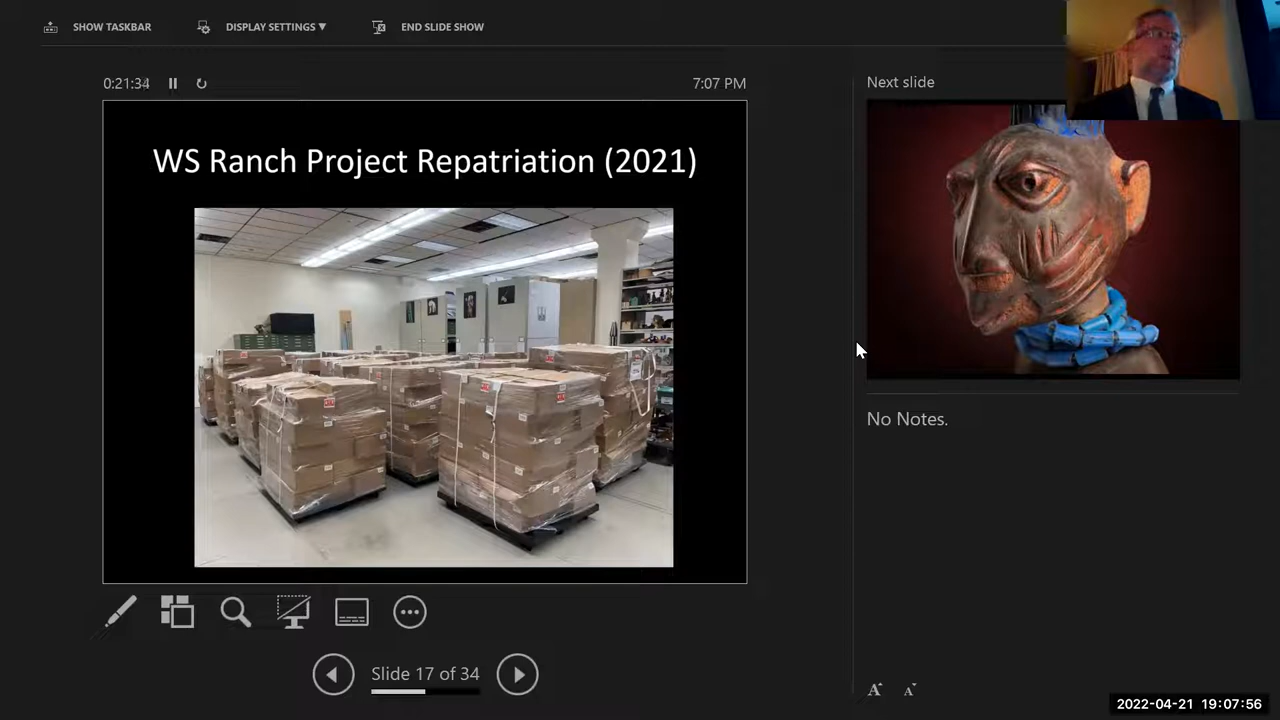 SHOW TASKBAR
DISPLAY SETTINGS ▼
END SLIDE SHOW
0:21:34
7:07 PM
Next slide
WS Ranch Project Repatriation (2021)
No Notes.
Slide 17 of 34
A A
2022-04-21 19:07:56